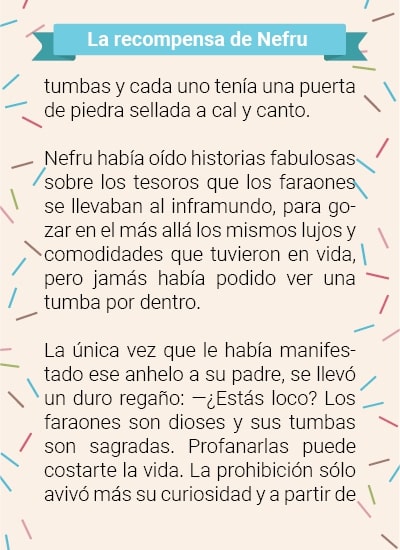 La recompensa de Nefru
tumbas y cada uno tenía una puerta
de piedra sellada a cal y canto.
Nefru había oído historias fabulosas
sobre los tesoros que los faraones
se llevaban al inframundo, para go-
zar en el más allá los mismos lujos y
comodidades que tuvieron en vida,
pero jamás había podido ver una
tumba por dentro.
La única vez que le había manifes-
tado ese anhelo a su padre, se llevó
un duro regaño: —¿Estás loco? Los
faraones son dioses y sus tumbas
son sagradas. Profanarlas puede
costarte la vida. La prohibición sólo
avivó más su curiosidad y a partir de